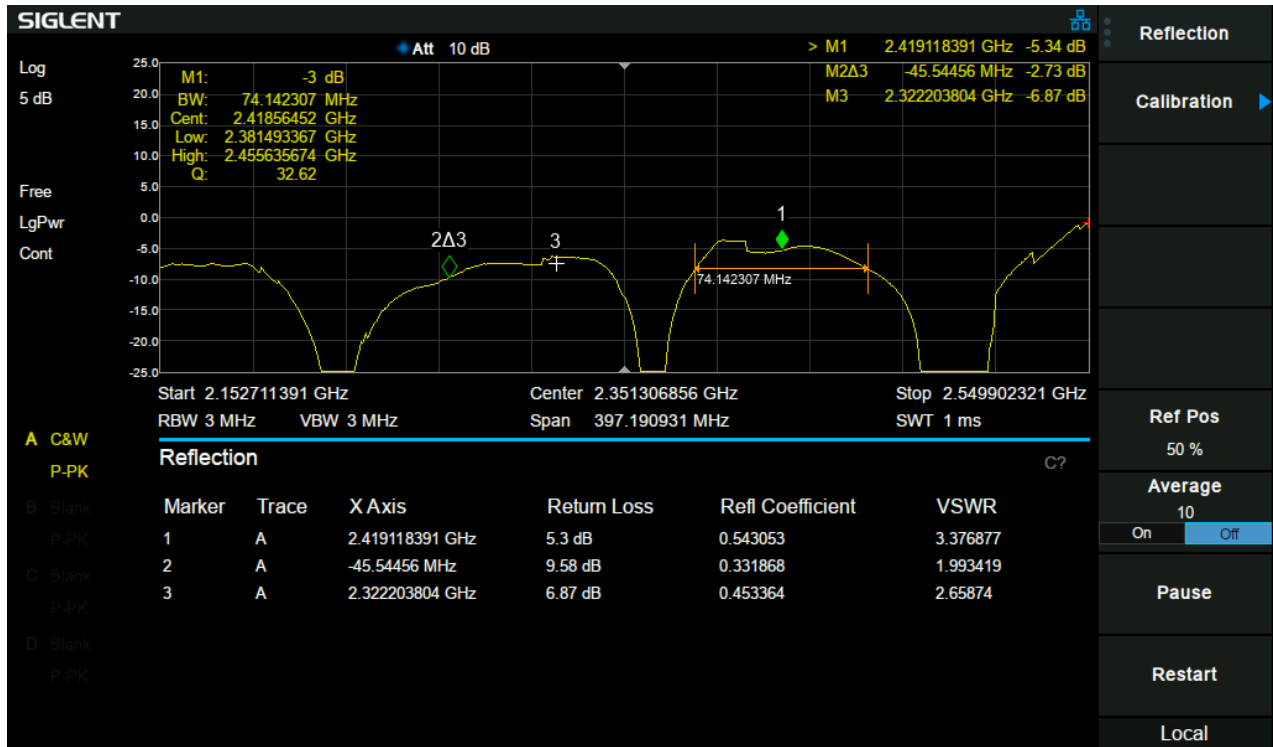 SIGLENT
Log
5 dB
Free
LgPwr
Cont
Att 10 dB
> M1 2.419118391 GHz -5.34 dB
M2Δ3 -45.54456 MHz -2.73 dB
M3 2.322203804 GHz -6.87 dB
M1: -3 dB
BW: 74.142307 MHz
Cent: 2.41856452 GHz
Low: 2.381493367 GHz
High: 2.455635674 GHz
Q: 32.62
25.0
20.0
15.0
10.0
5.0
0.0
-5.0
-10.0
-15.0
-20.0
-25.0
2Δ3
3
1
74.142307 MHz
Start 2.152711391 GHz Center 2.351306856 GHz Stop 2.549902321 GHz
RBW 3 MHz VBW 3 MHz Span 397.190931 MHz SWT 1 ms
A C&W
P-PK
B Blank
P-PK
C Blank
P-PK
D Blank
P-PK
Reflection C?
Marker Trace X Axis Return Loss Refl Coefficient VSWR
1 A 2.419118391 GHz 5.3 dB 0.543053 3.376877
2 A -45.54456 MHz 9.58 dB 0.331868 1.993419
3 A 2.322203804 GHz 6.87 dB 0.453364 2.65874
Reflection
Calibration
Ref Pos
50 %
Average
10
On Off
Pause
Restart
Local